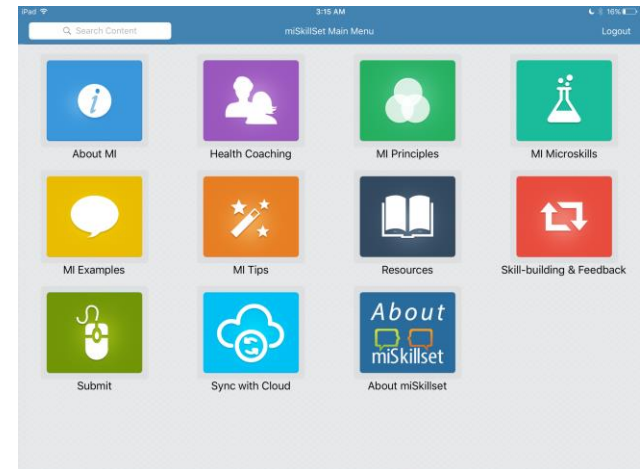 iPad 3:15 AM 16%
Search Content miSkillSet Main Menu Logout
About MI Health Coaching MI Principles MI Microskills
MI Examples MI Tips Resources Skill-building & Feedback
About
miSkillset
Submit Sync with Cloud About miSkillset